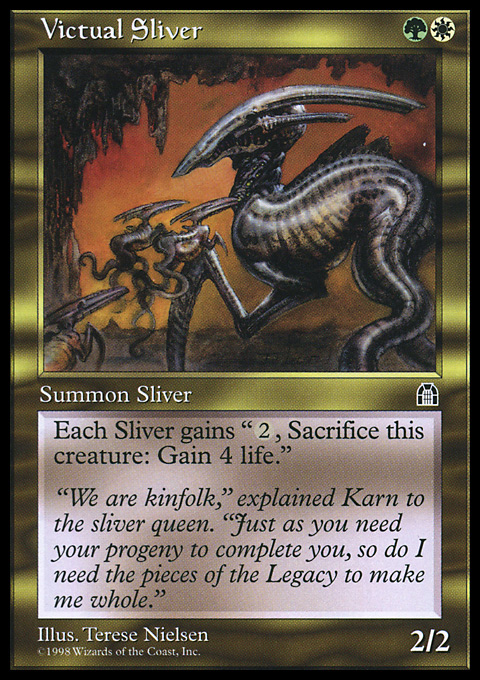 Victual Sliver
Summon Sliver
Each Sliver gains “2, Sacrifice this
creature: Gain 4 life.”
“We are kinfolk,” explained Karn to
the sliver queen. “Just as you need
your progeny to complete you, so do I
need the pieces of the Legacy to make
me whole.”
Illus. Terese Nielsen
©1998 Wizards of the Coast, Inc.
2/2